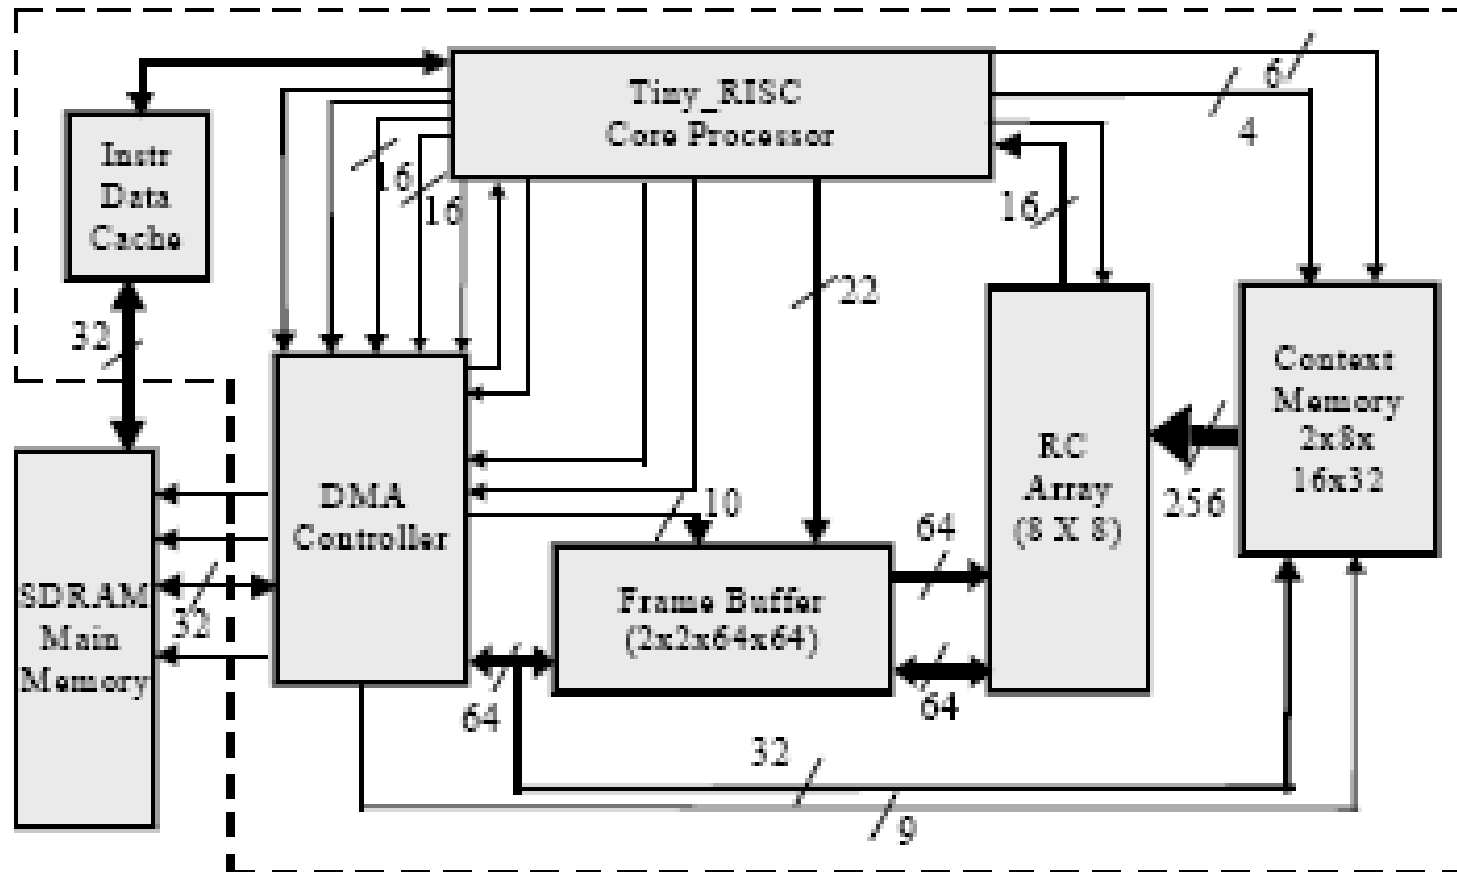 Tiny_RISC
Core Processor
6
4
Instr
Data
Cache
16
16
16
22
32
Context
Memory
2x8x
16x32
RC
Array
(8 X 8)
256
DMA
Controller
10
64
Frame Buffer
(2x2x64x64)
SDRAM
Main
Memory
32
64
64
32
9